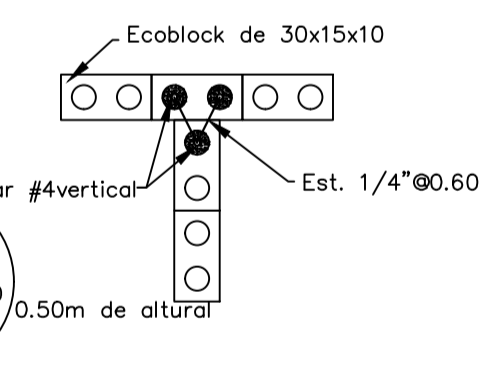 Ecoblock de 30x15x10
ar #4vertical
Est. 1/4"@0.60
0.50m de altural